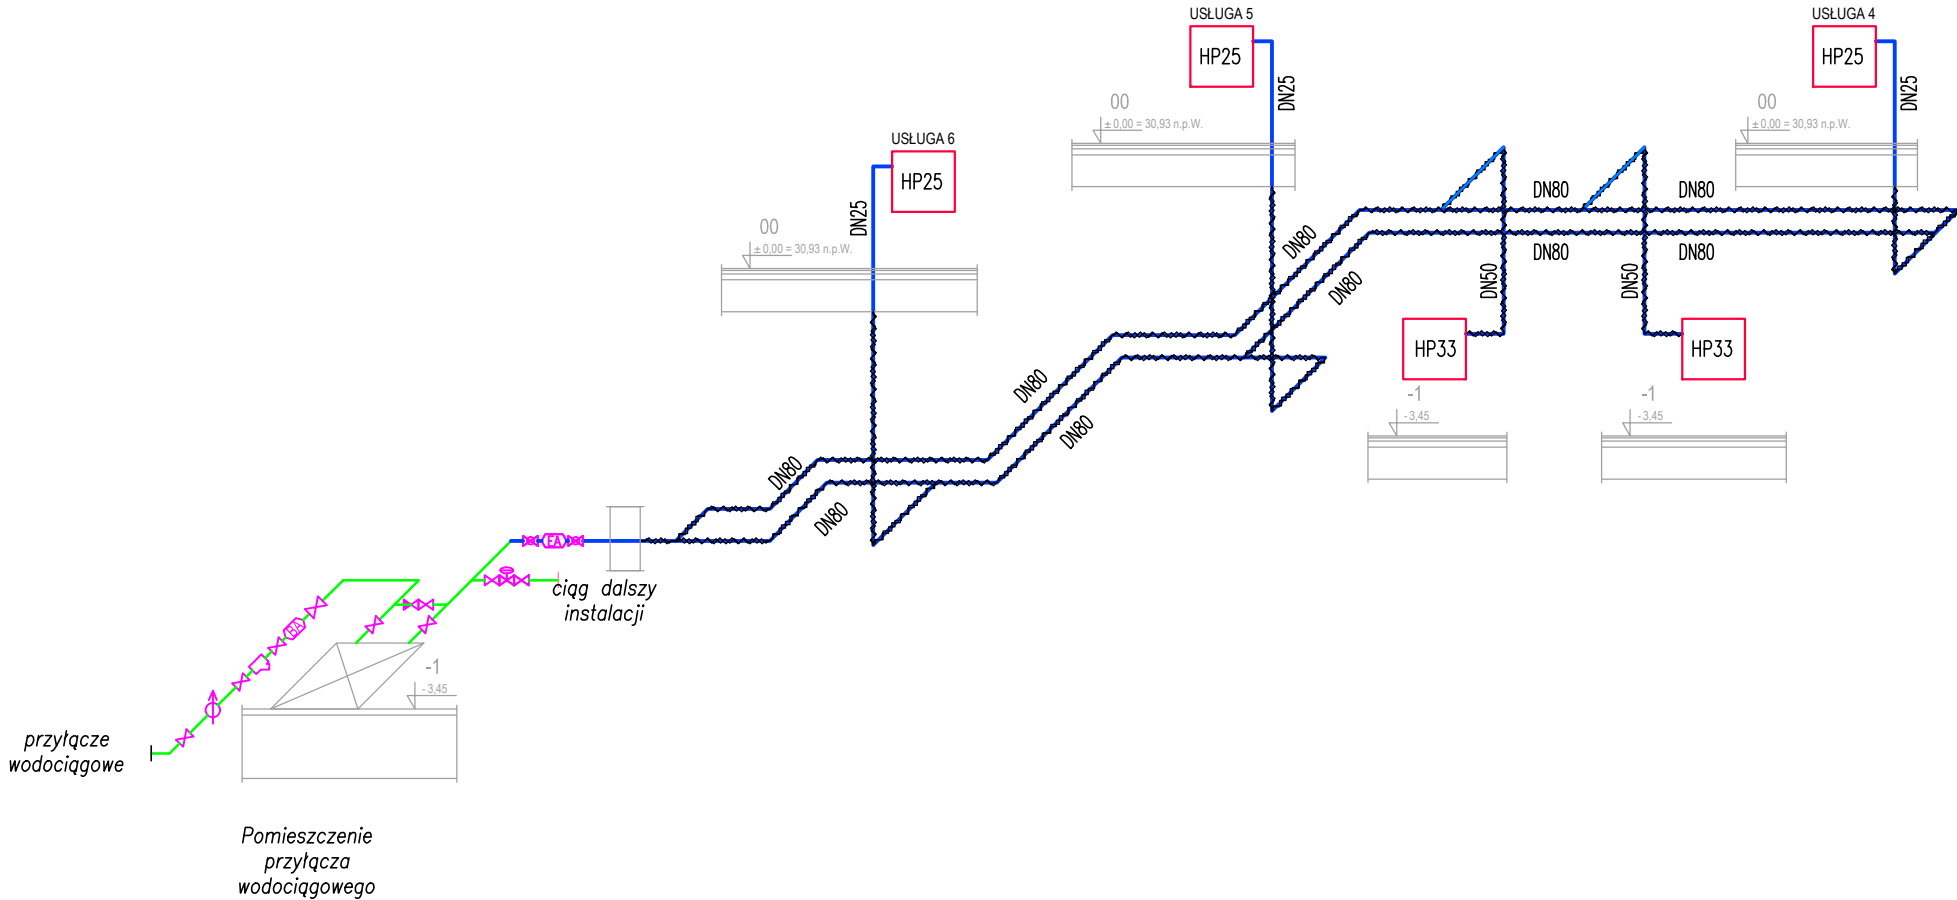 USŁUGA 5
USŁUGA 4
HP25
HP25
DN25
DN25
00
± 0,00 = 30,93 n.p.W.
00
± 0,00 = 30,93 n.p.W.
USŁUGA 6
HP25
DN25
00
± 0,00 = 30,93 n.p.W.
DN80
DN80
DN80
DN80
DN80
DN80
DN50
DN50
HP33
HP33
-1
- 3,45
-1
- 3,45
DN80
DN80
DN80
DN80
EA
ciąg dalszy
instalacji
BA
-1
- 3,45
przyłącze
wodociągowe
Pomieszczenie
przyłącza
wodociągowego